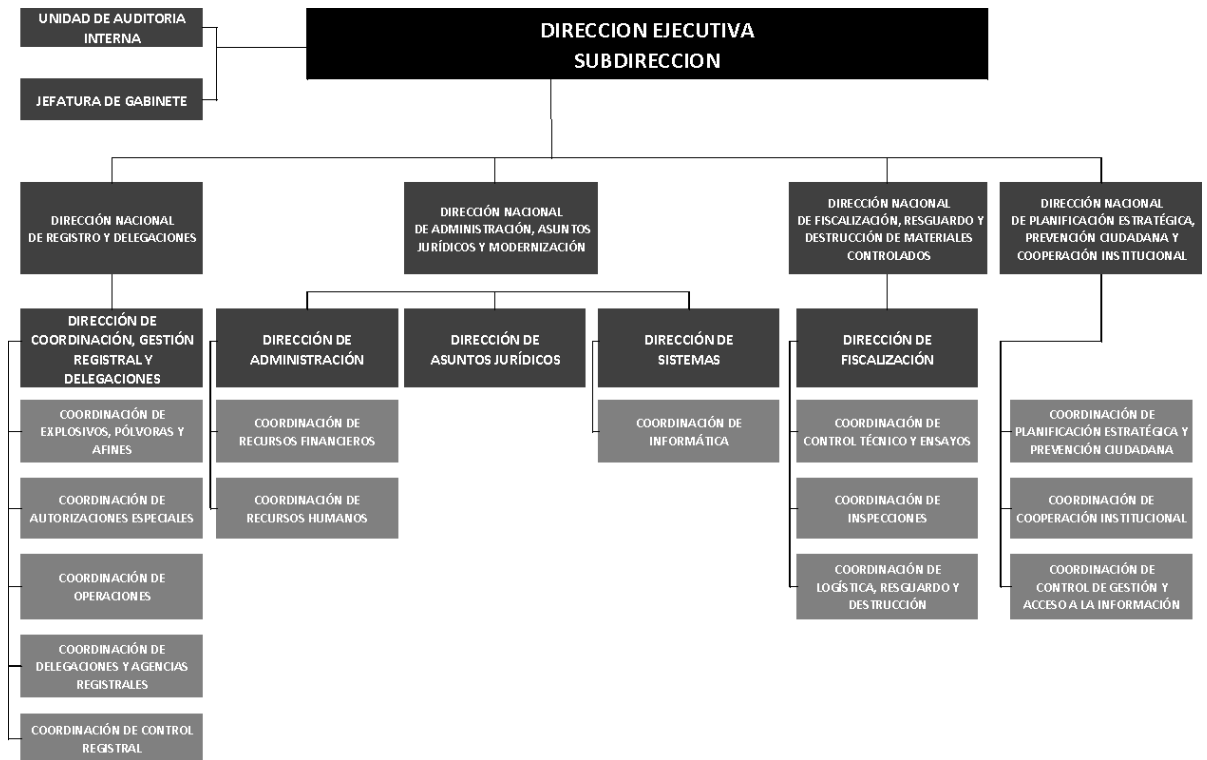 UNIDAD DE AUDITORIA
INTERNA
DIRECCION EJECUTIVA
SUBDIRECCION
JEFATURA DE GABINETE
DIRECCIÓN NACIONAL
DE REGISTRO Y DELEGACIONES
DIRECCIÓN NACIONAL
DE ADMINISTRACIÓN, ASUNTOS
JURÍDICOS Y MODERNIZACIÓN
DIRECCIÓN NACIONAL
DE FISCALIZACIÓN, RESGUARDO Y
DESTRUCCIÓN DE MATERIALES
CONTROLADOS
DIRECCIÓN NACIONAL
DE PLANIFICACIÓN ESTRATÉGICA,
PREVENCIÓN CIUDADANA Y
COOPERACIÓN INSTITUCIONAL
DIRECCIÓN DE
COORDINACIÓN, GESTIÓN
REGISTRAL Y
DELEGACIONES
DIRECCIÓN DE
ADMINISTRACIÓN
DIRECCIÓN DE
ASUNTOS JURÍDICOS
DIRECCIÓN DE
SISTEMAS
DIRECCIÓN DE
FISCALIZACIÓN
COORDINACIÓN DE
EXPLOSIVOS, PÓLVORAS Y
AFINES
COORDINACIÓN DE
RECURSOS FINANCIEROS
COORDINACIÓN DE
INFORMÁTICA
COORDINACIÓN DE
CONTROL TÉCNICO Y ENSAYOS
COORDINACIÓN DE
PLANIFICACIÓN ESTRATÉGICA Y
PREVENCIÓN CIUDADANA
COORDINACIÓN DE
AUTORIZACIONES ESPECIALES
COORDINACIÓN DE
RECURSOS HUMANOS
COORDINACIÓN DE
INSPECCIONES
COORDINACIÓN DE
COOPERACIÓN INSTITUCIONAL
COORDINACIÓN DE
OPERACIONES
COORDINACIÓN DE
LOGÍSTICA, RESGUARDO Y
DESTRUCCIÓN
COORDINACIÓN DE
CONTROL DE GESTIÓN Y
ACCESO A LA INFORMACIÓN
COORDINACIÓN DE
DELEGACIONES Y AGENCIAS
REGISTRALES
COORDINACIÓN DE CONTROL
REGISTRAL